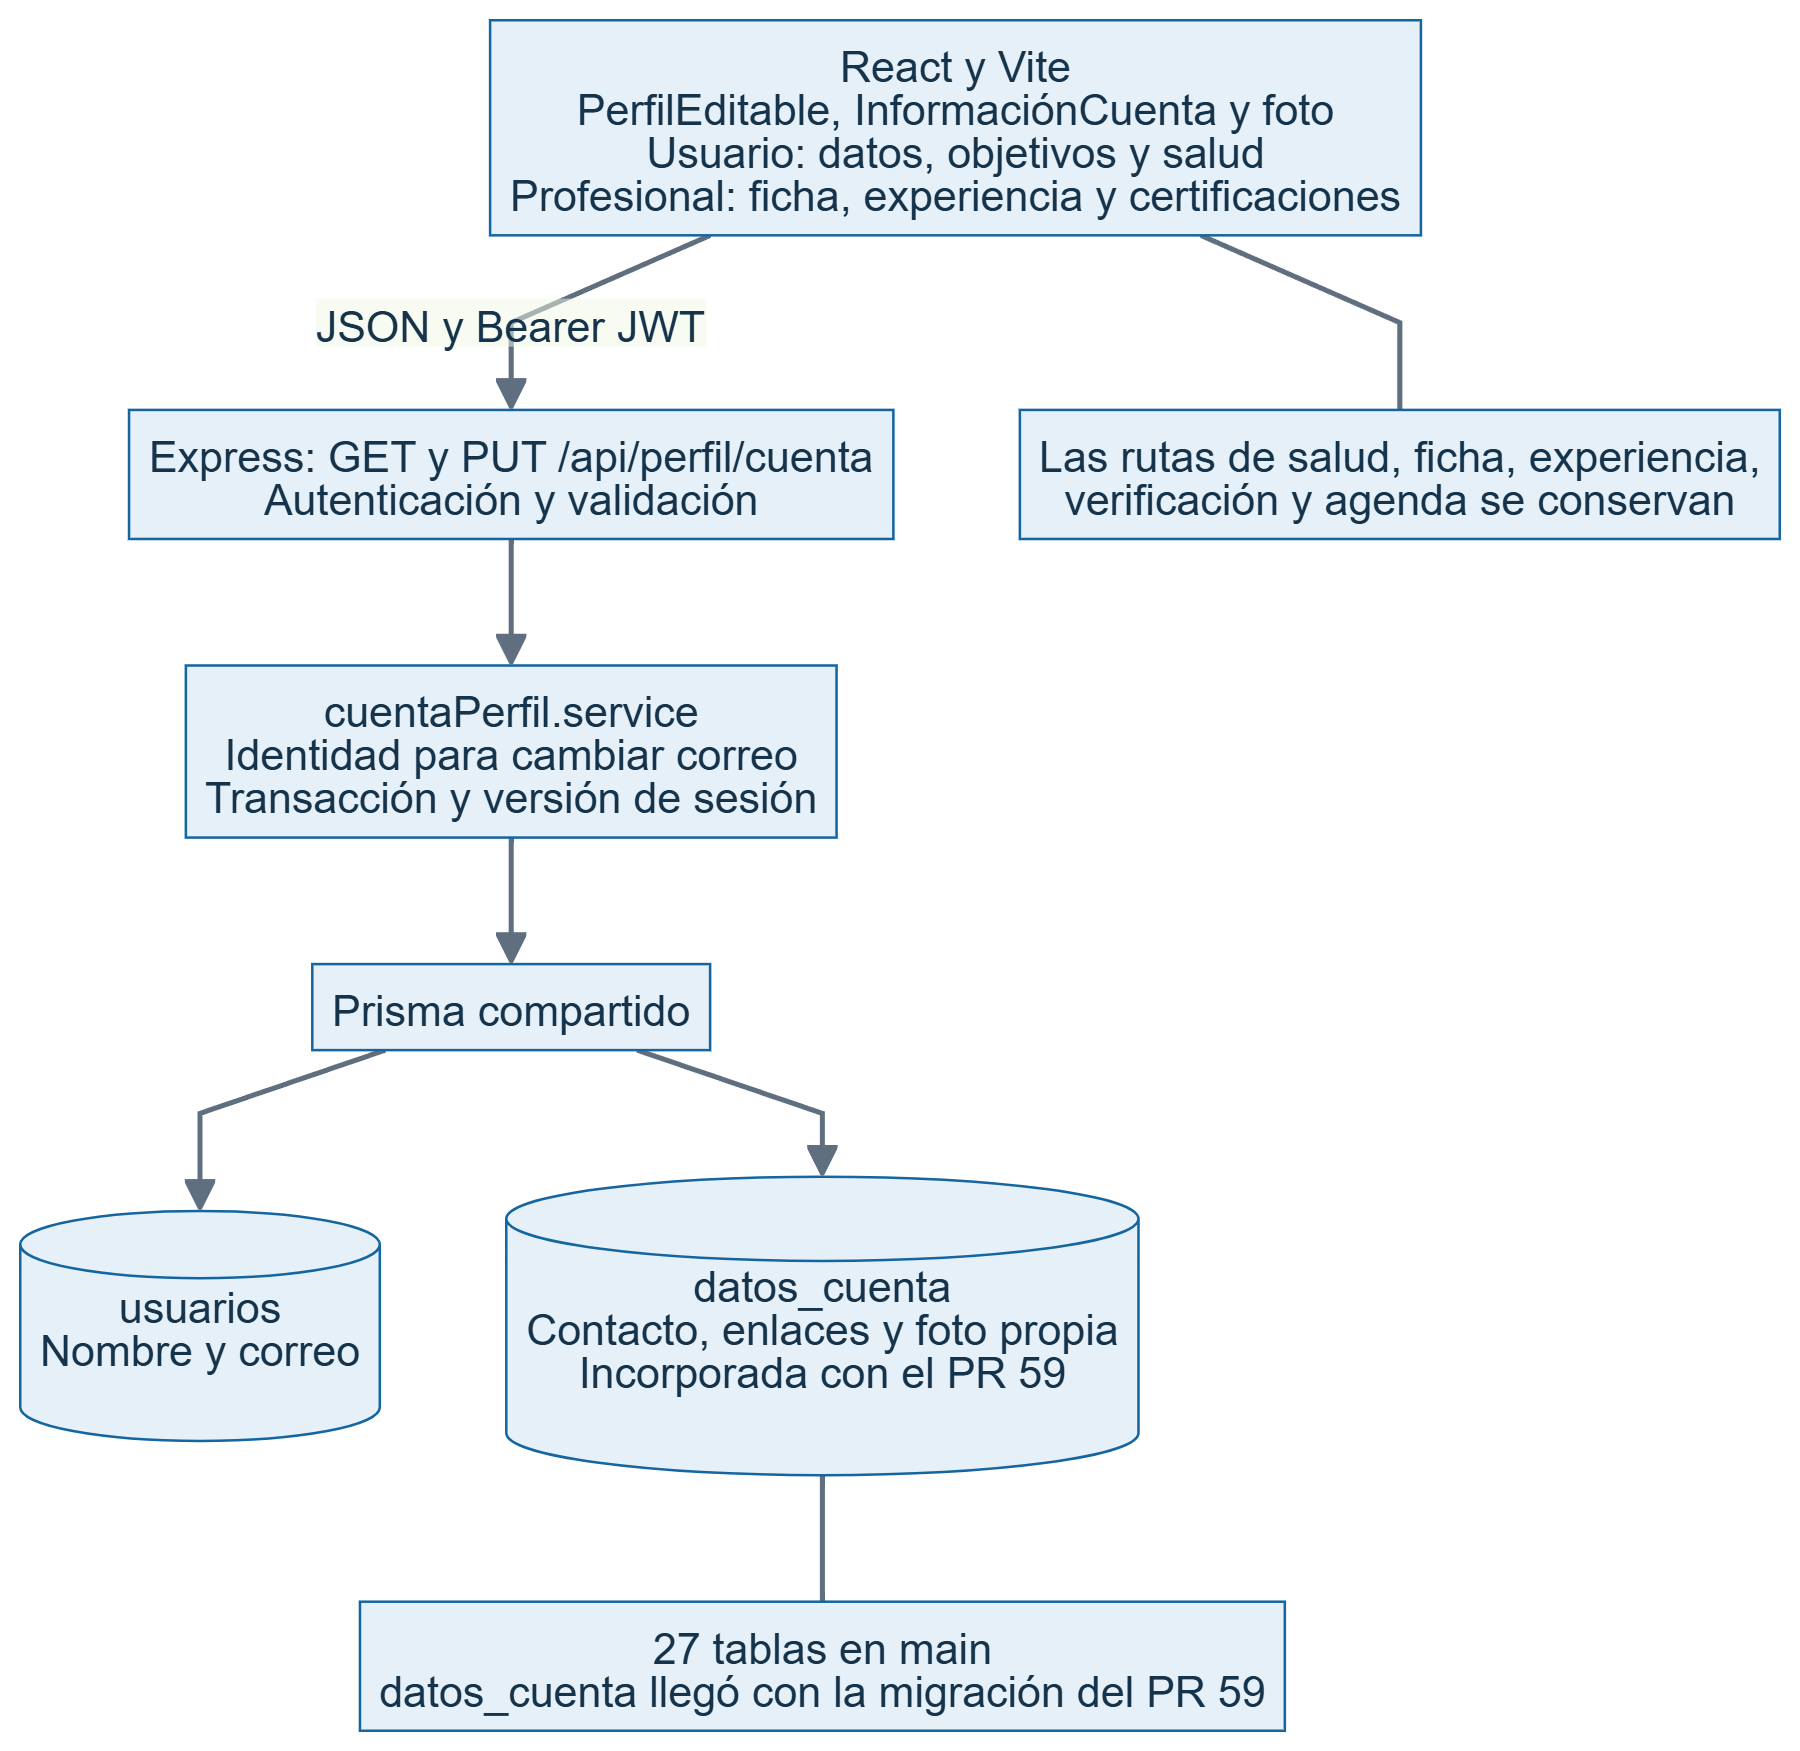 React y Vite
PerfilEditable, InformaciónCuenta y foto
Usuario: datos, objetivos y salud
Profesional: ficha, experiencia y certificaciones
JSON y Bearer JWT
Express: GET y PUT /api/perfil/cuenta
Autenticación y validación
Las rutas de salud, ficha, experiencia,
verificación y agenda se conservan
cuentaPerfil.service
Identidad para cambiar correo
Transacción y versión de sesión
Prisma compartido
usuarios
Nombre y correo
datos_cuenta
Contacto, enlaces y foto propia
Incorporada con el PR 59
27 tablas en main
datos_cuenta llegó con la migración del PR 59